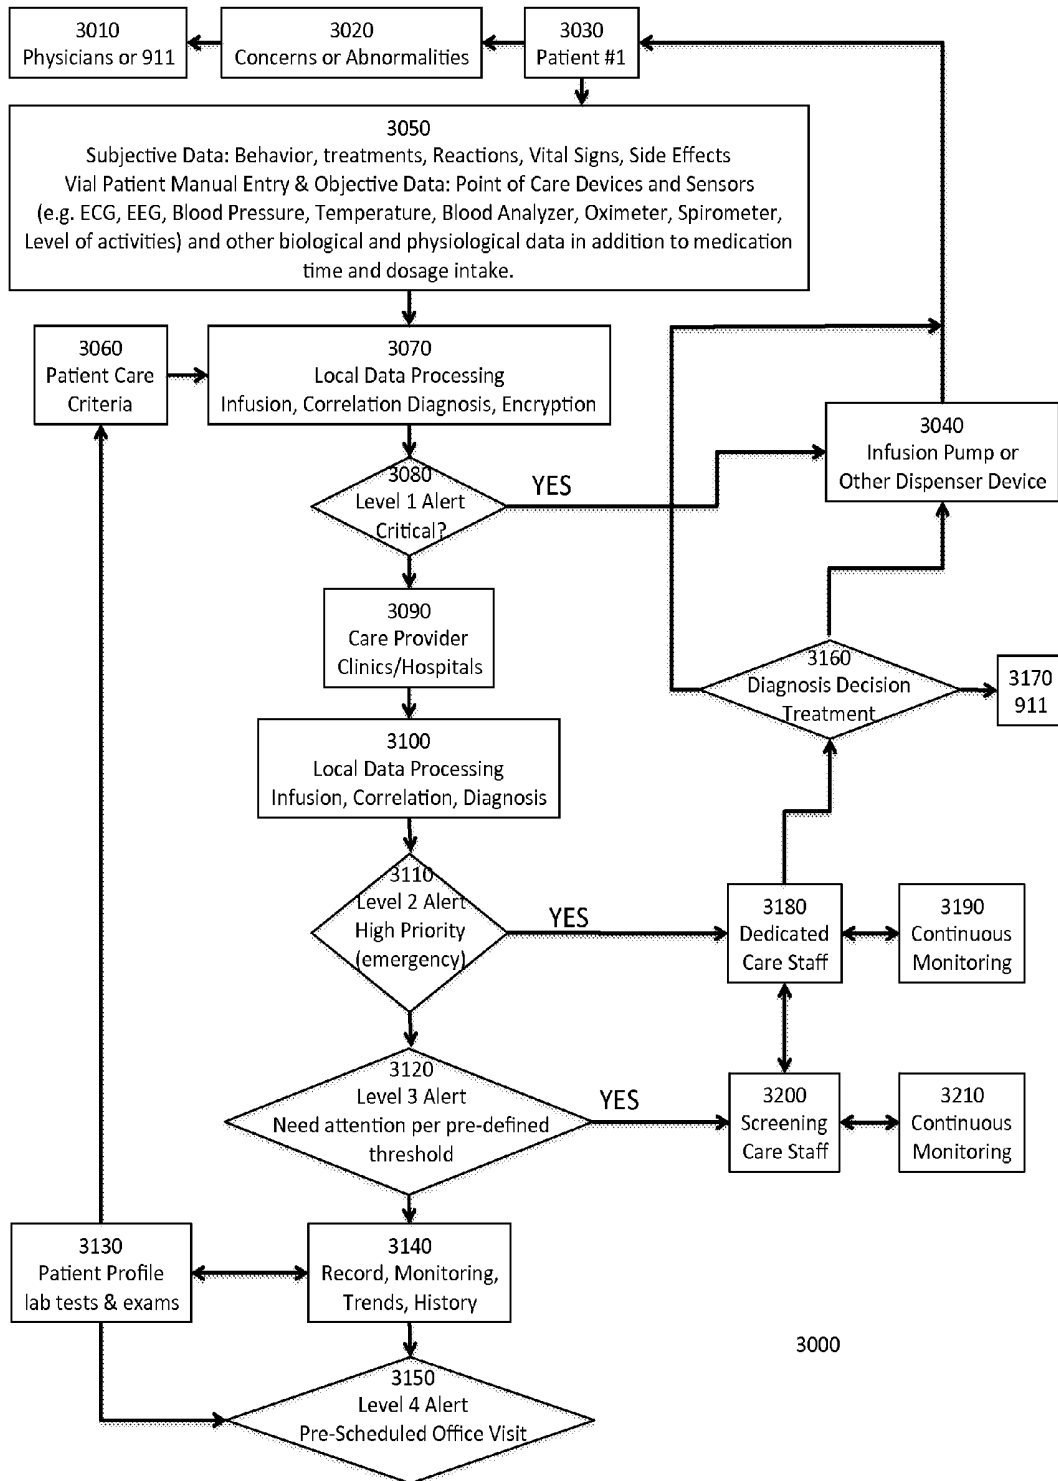 3010
Physicians or 911
3020
Concerns or Abnormalities
3030
Patient #1
3050
Subjective Data: Behavior, treatments, Reactions, Vital Signs, Side Effects
Vial Patient Manual Entry & Objective Data: Point of Care Devices and Sensors
(e.g. ECG, EEG, Blood Pressure, Temperature, Blood Analyzer, Oximeter, Spirometer,
Level of activities) and other biological and physiological data in addition to medication
time and dosage intake.
3060
Patient Care
Criteria
3070
Local Data Processing
Infusion, Correlation Diagnosis, Encryption
3040
Infusion Pump or
Other Dispenser Device
3080
Level 1 Alert
Critical?
YES
3090
Care Provider
Clinics/Hospitals
3160
Diagnosis Decision
Treatment
3170
911
3100
Local Data Processing
Infusion, Correlation, Diagnosis
3110
Level 2 Alert
High Priority
(emergency)
YES
3180
Dedicated
Care Staff
3190
Continuous
Monitoring
3120
Level 3 Alert
Need attention per pre-defined
threshold
YES
3200
Screening
Care Staff
3210
Continuous
Monitoring
3130
Patient Profile
lab tests & exams
3140
Record, Monitoring,
Trends, History
3000
3150
Level 4 Alert
Pre-Scheduled Office Visit